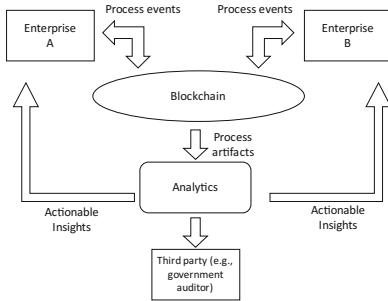 Process events
Process events
Enterprise
A
Enterprise
B
Blockchain
Process
artifacts
Analytics
Actionable
Insights
Actionable
Insights
Third party (e.g.,
government
auditor)